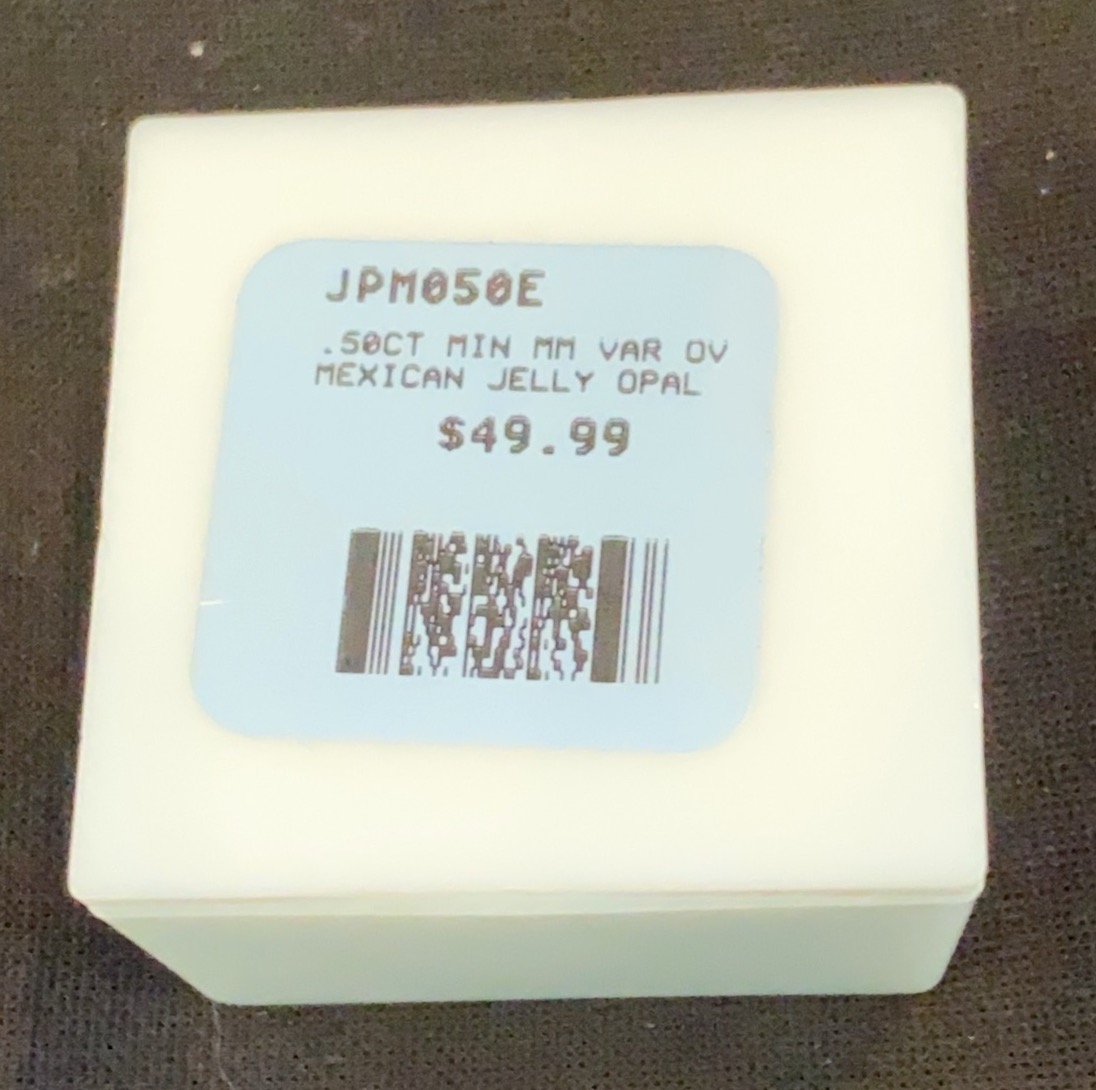 JPM050E
.50CT MIN MM VAR OV
MEXICAN JELLY OPAL
$49.99